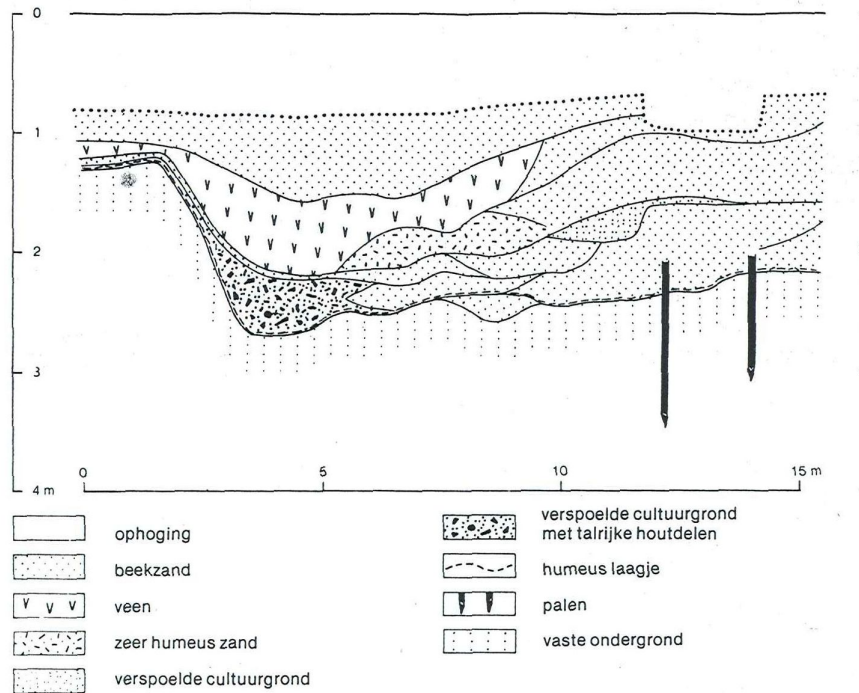 0
1
2
3
4 m
0
5
10
15 m
ophoging
beekzand
veen
zeer humeus zand
verspoelde cultuurgrond
verspoelde cultuurgrond
met talrijke houtdelen
humeus laagje
palen
vaste ondergrond